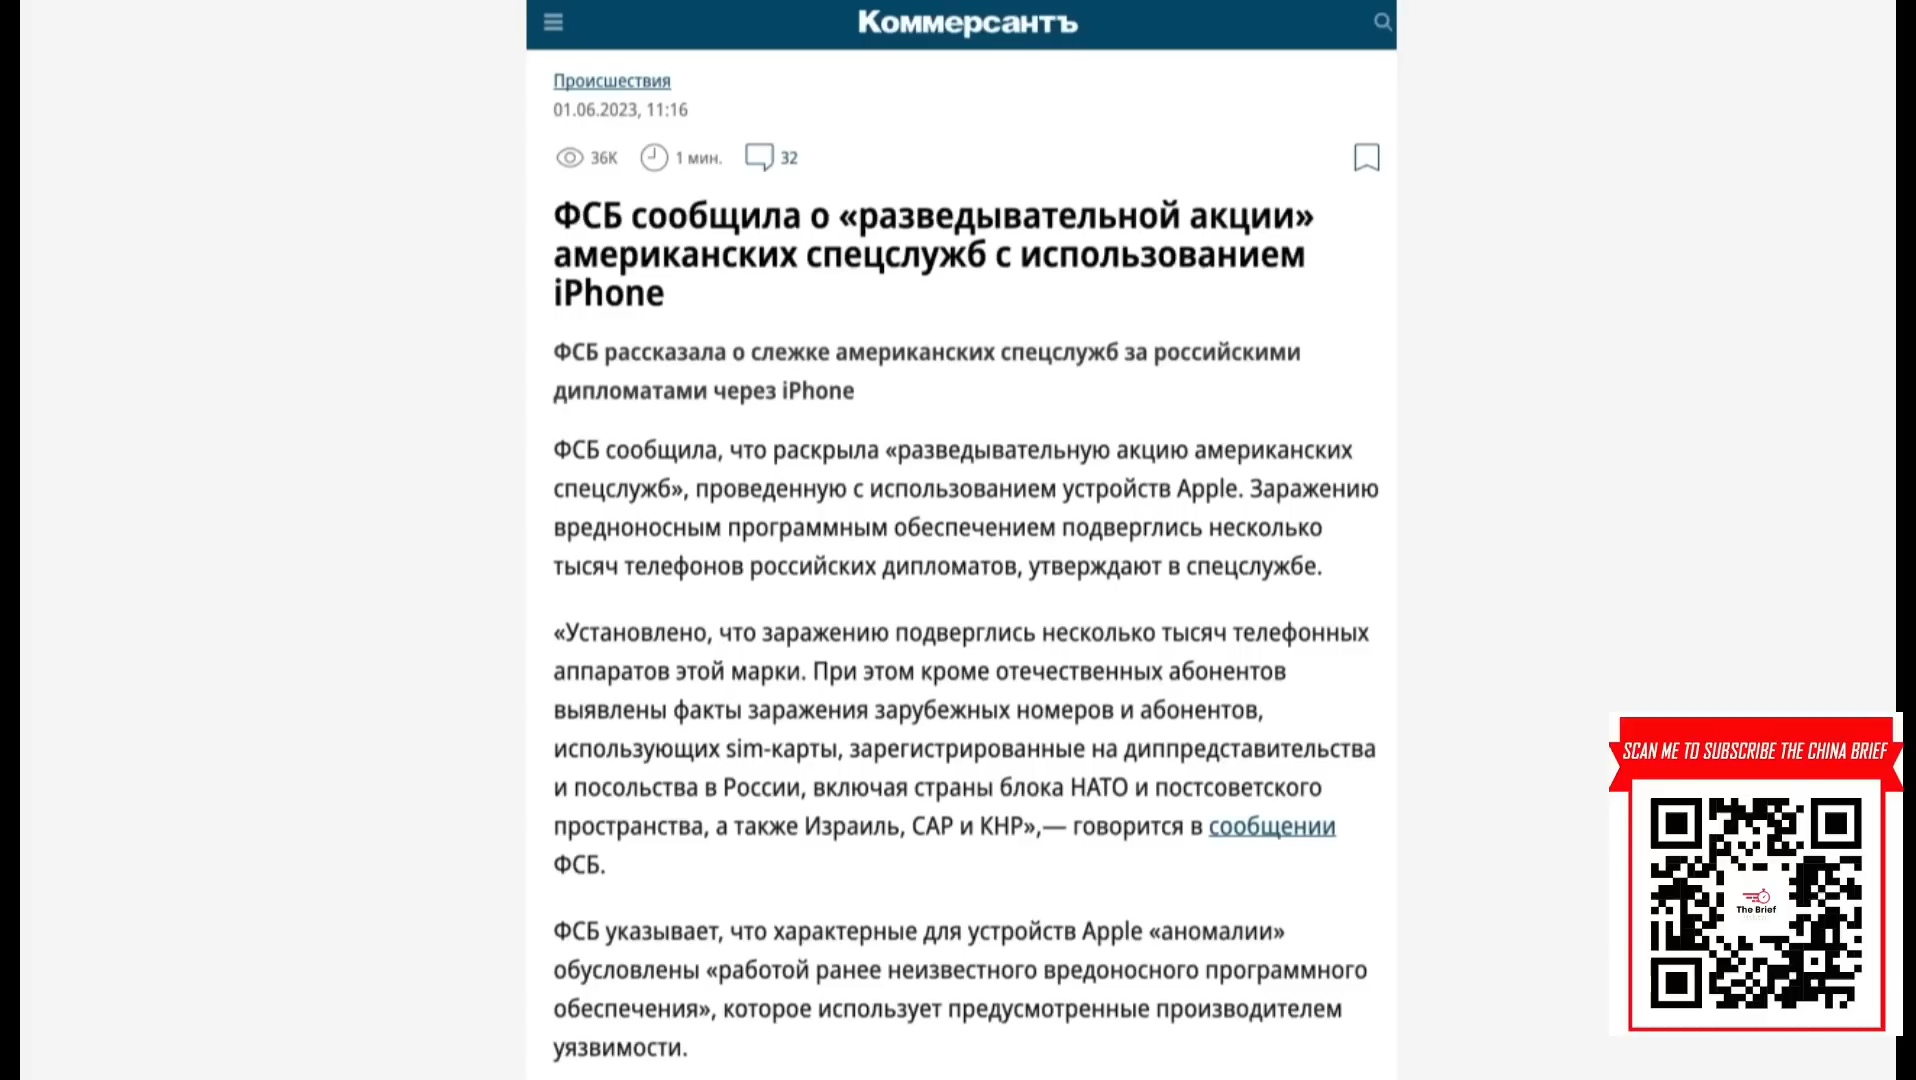 Коммерсантъ
Происшествия
01.06.2023, 11:16
36K 1 мин. 32
ФСБ сообщила о «разведывательной акции»
американских спецслужб с использованием
iPhone
ФСБ рассказала о слежке американских спецслужб за российскими
дипломатами через iPhone
ФСБ сообщила, что раскрыла «разведывательную акцию американских
спецслужб», проведенную с использованием устройств Apple. Заражению
вредноносным программным обеспечением подверглись несколько
тысяч телефонов российских дипломатов, утверждают в спецслужбе.
«Установлено, что заражению подверглись несколько тысяч телефонных
аппаратов этой марки. При этом кроме отечественных абонентов
выявлены факты заражения зарубежных номеров и абонентов,
использующих sim-карты, зарегистрированные на диппредставительства
и посольства в России, включая страны блока НАТО и постсоветского
пространства, а также Израиль, САР и КНР»,— говорится в сообщении
ФСБ.
ФСБ указывает, что характерные для устройств Apple «аномалии»
обусловлены «работой ранее неизвестного вредоносного программного
обеспечения», которое использует предусмотренные производителем
уязвимости.
SCAN ME TO SUBSCRIBE THE CHINA BRIEF
The Brief